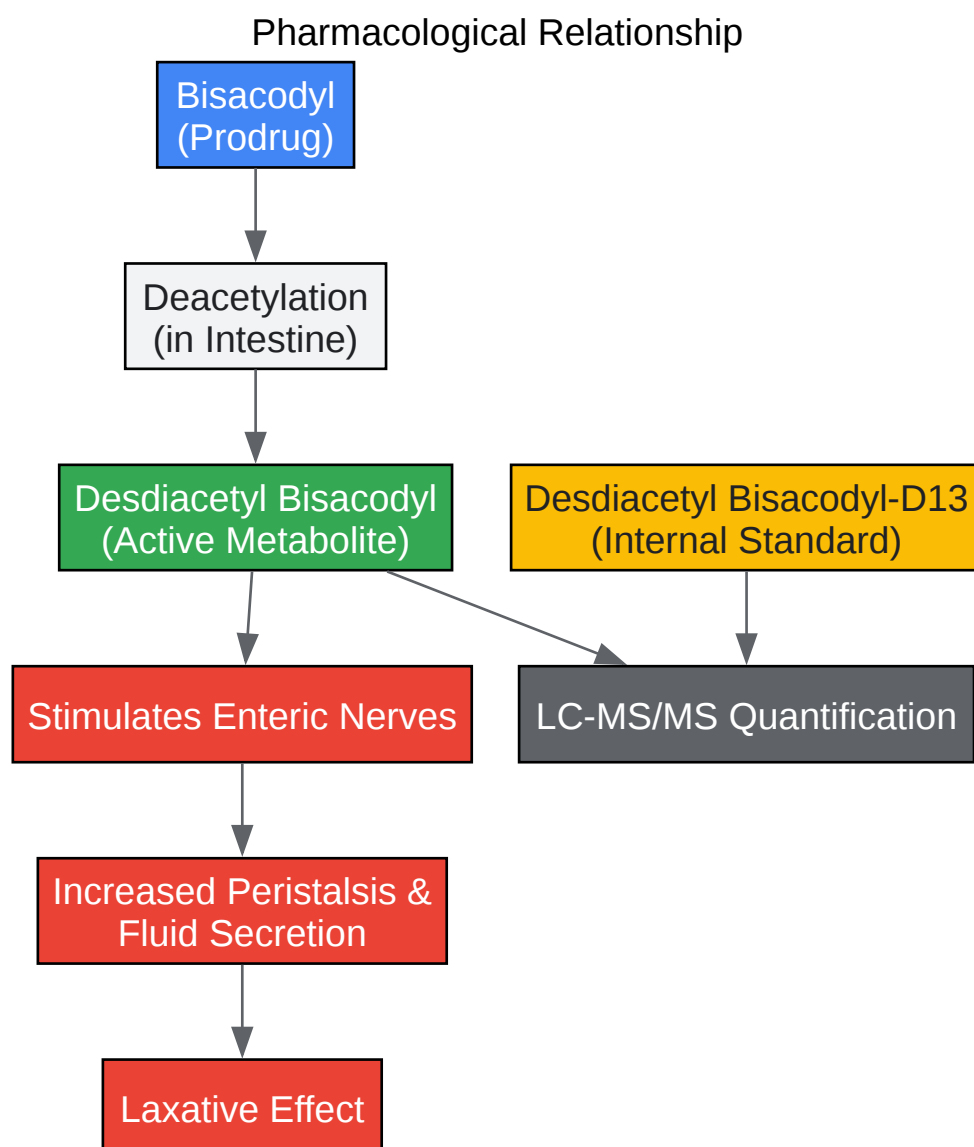 Pharmacological Relationship
Bisacodyl
(Prodrug)
Deacetylation
(in Intestine)
Desdiacetyl Bisacodyl
(Active Metabolite)
Desdiacetyl Bisacodyl-D13
(Internal Standard)
Stimulates Enteric Nerves
LC-MS/MS Quantification
Increased Peristalsis &
Fluid Secretion
Laxative Effect